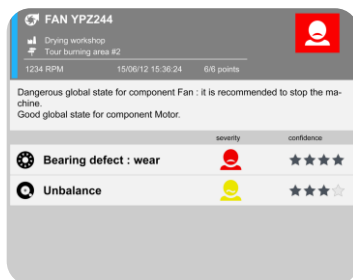 FAN YPZ244
Drying workshop
Tour burning area #2
1234 RPM 15/06/12 15:36:24 6/6 points
Dangerous global state for component Fan : it is recommended to stop the ma-
chine.
Good global state for component Motor.
severity confidence
Bearing defect : wear
Unbalance